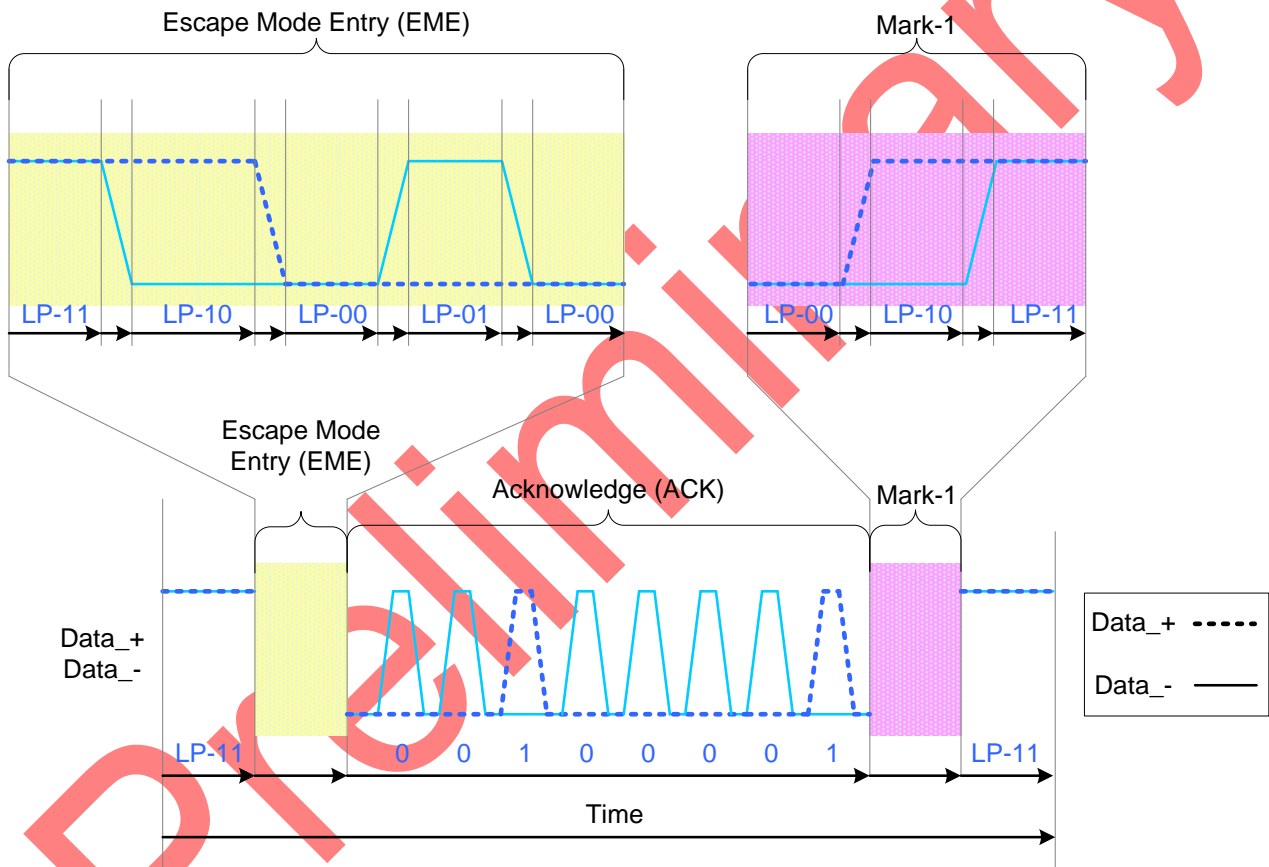 Escape Mode Entry (EME)
Mark-1
LP-11 LP-10 LP-00 LP-01 LP-00
LP-00 LP-10 LP-11
Escape Mode
Entry (EME)
Acknowledge (ACK)
Mark-1
Data_+
Data_-
LP-11 0 0 1 0 0 0 0 1 LP-11
Time
Data_+
Data_-
Preliminary